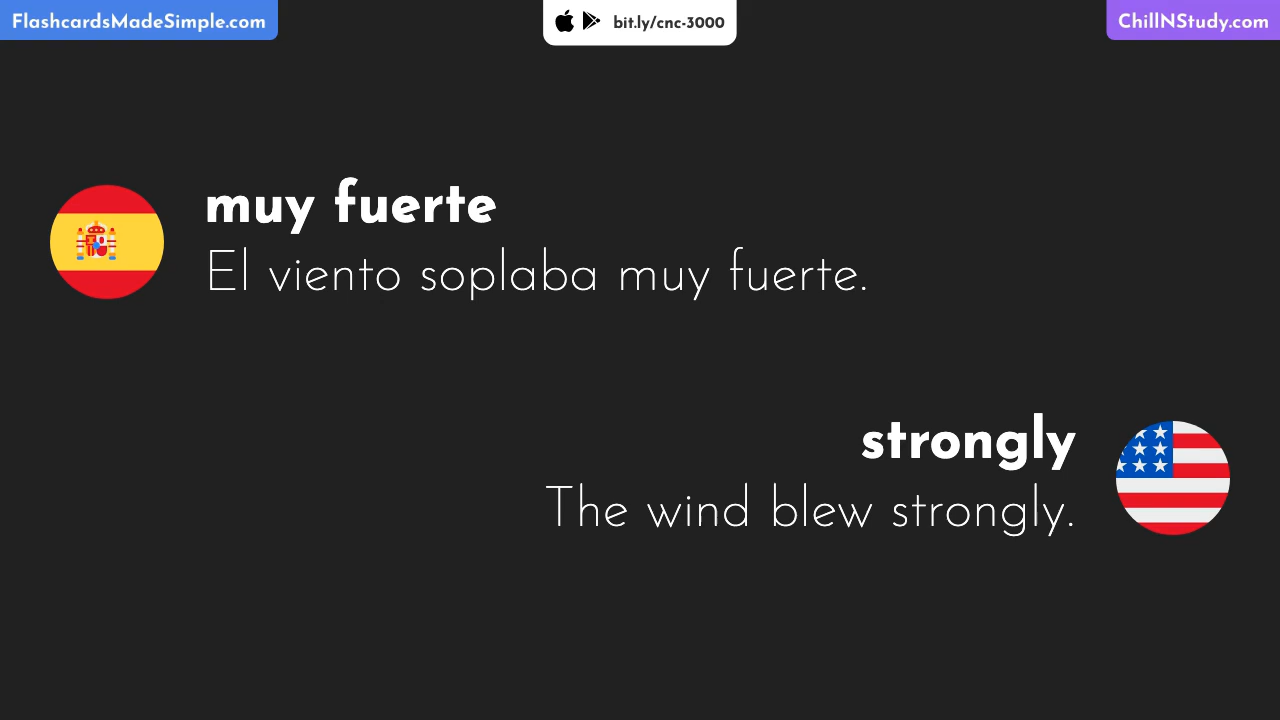 FlashcardsMadeSimple.com
bit.ly/cnc-3000
ChillNStudy.com
muy fuerte
El viento soplaba muy fuerte.
strongly
The wind blew strongly.